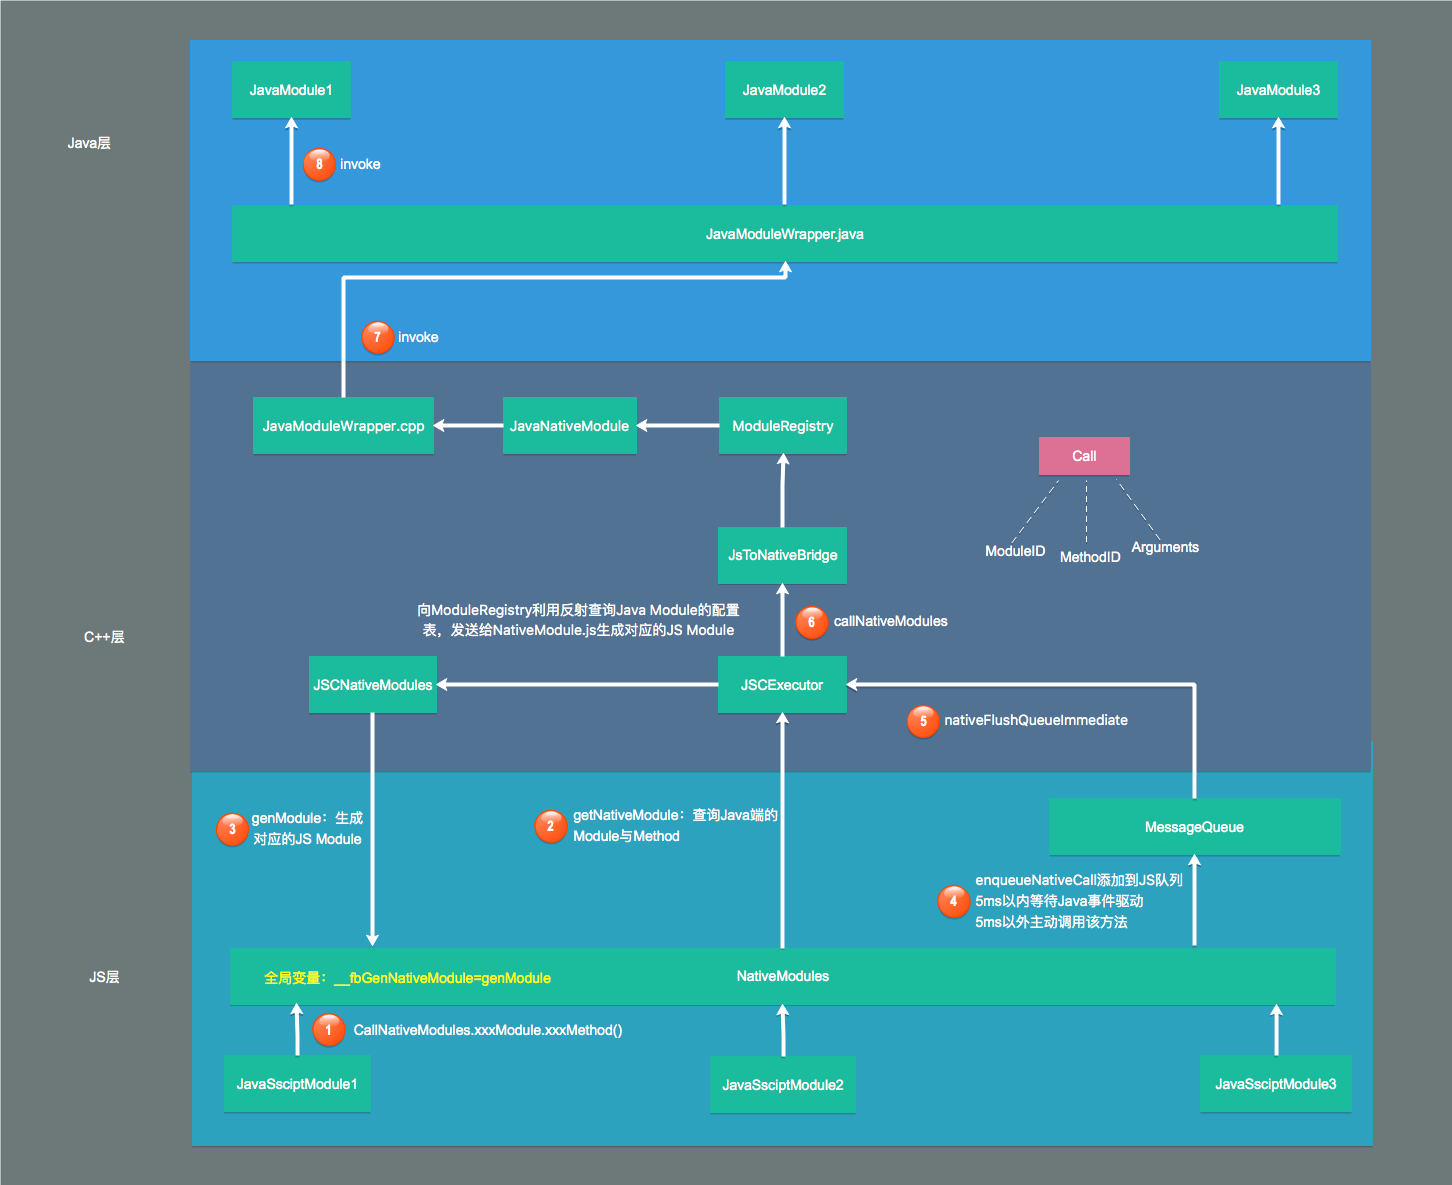 JavaModule1
JavaModule2
JavaModule3
Java层
8
invoke
JavaModuleWrapper.java
7
invoke
JavaModuleWrapper.cpp
JavaNativeModule
ModuleRegistry
Call
ModuleID
MethodID
Arguments
JsToNativeBridge
向ModuleRegistry利用反射查询Java Module的配置
表，发送给NativeModule.js生成对应的JS Module
6
callNativeModules
C++层
JSCNativeModules
JSCExecutor
5
nativeFlushQueueImmediate
3
genModule：生成
对应的JS Module
2
getNativeModule：查询Java端的
Module与Method
MessageQueue
4
enqueueNativeCall添加到JS队列
5ms以内等待Java事件驱动
5ms以外主动调用该方法
JS层
全局变量：__fbGenNativeModule=genModule
NativeModules
1
CallNativeModules.xxxModule.xxxMethod()
JavaSsciptModule1
JavaSsciptModule2
JavaSsciptModule3